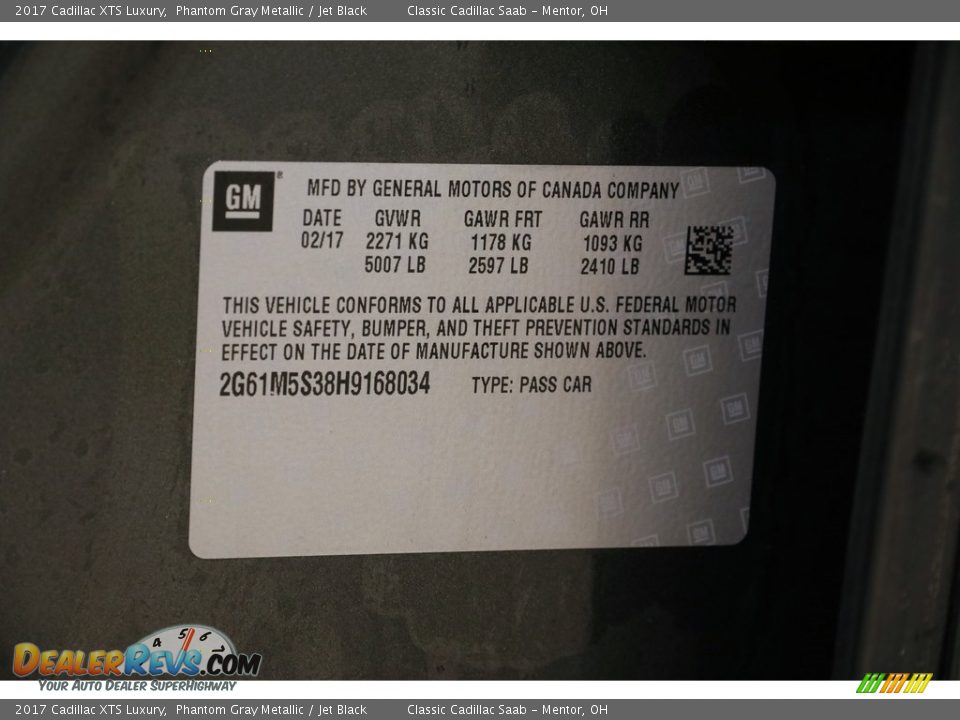 2017 Cadillac XTS Luxury, Phantom Gray Metallic / Jet Black Classic Cadillac Saab - Mentor, OH
GM
MFD BY GENERAL MOTORS OF CANADA COMPANY
DATE GVWR GAWR FRT GAWR RR
02/17 2271 KG 1178 KG 1093 KG
5007 LB 2597 LB 2410 LB
THIS VEHICLE CONFORMS TO ALL APPLICABLE U.S. FEDERAL MOTOR
VEHICLE SAFETY, BUMPER, AND THEFT PREVENTION STANDARDS IN
EFFECT ON THE DATE OF MANUFACTURE SHOWN ABOVE.
2G61M5S38H9168034 TYPE: PASS CAR
4 5 6
DEALERREVS.COM
YOUR AUTO DEALER SUPERHIGHWAY
2017 Cadillac XTS Luxury, Phantom Gray Metallic / Jet Black Classic Cadillac Saab - Mentor, OH